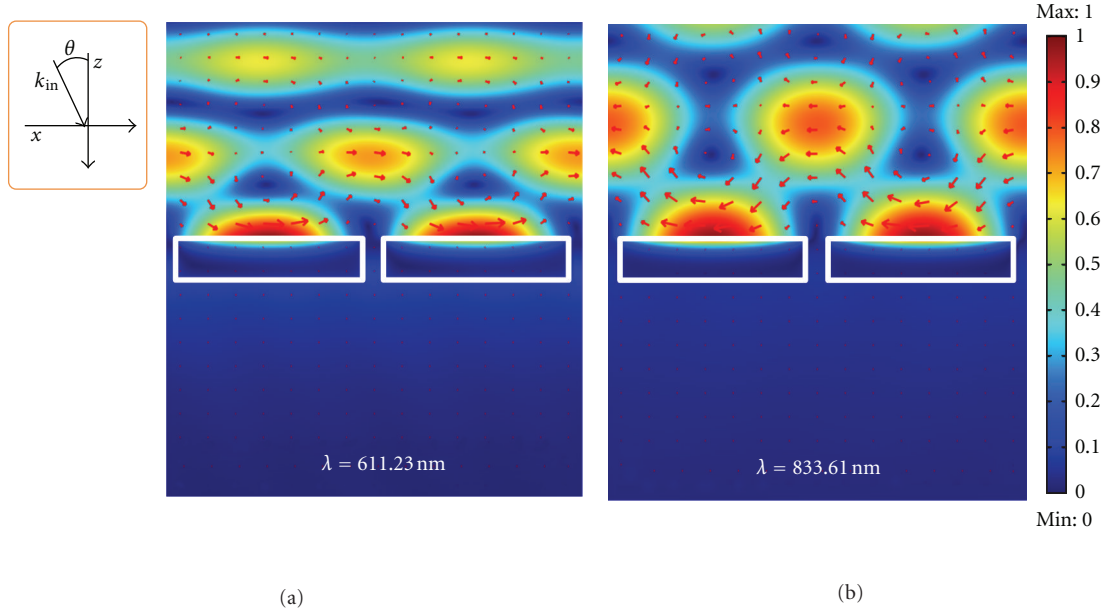 θ
z
k_in
x
λ = 611.23 nm
(a)
λ = 833.61 nm
(b)
Max: 1
1
0.9
0.8
0.7
0.6
0.5
0.4
0.3
0.2
0.1
0
Min: 0